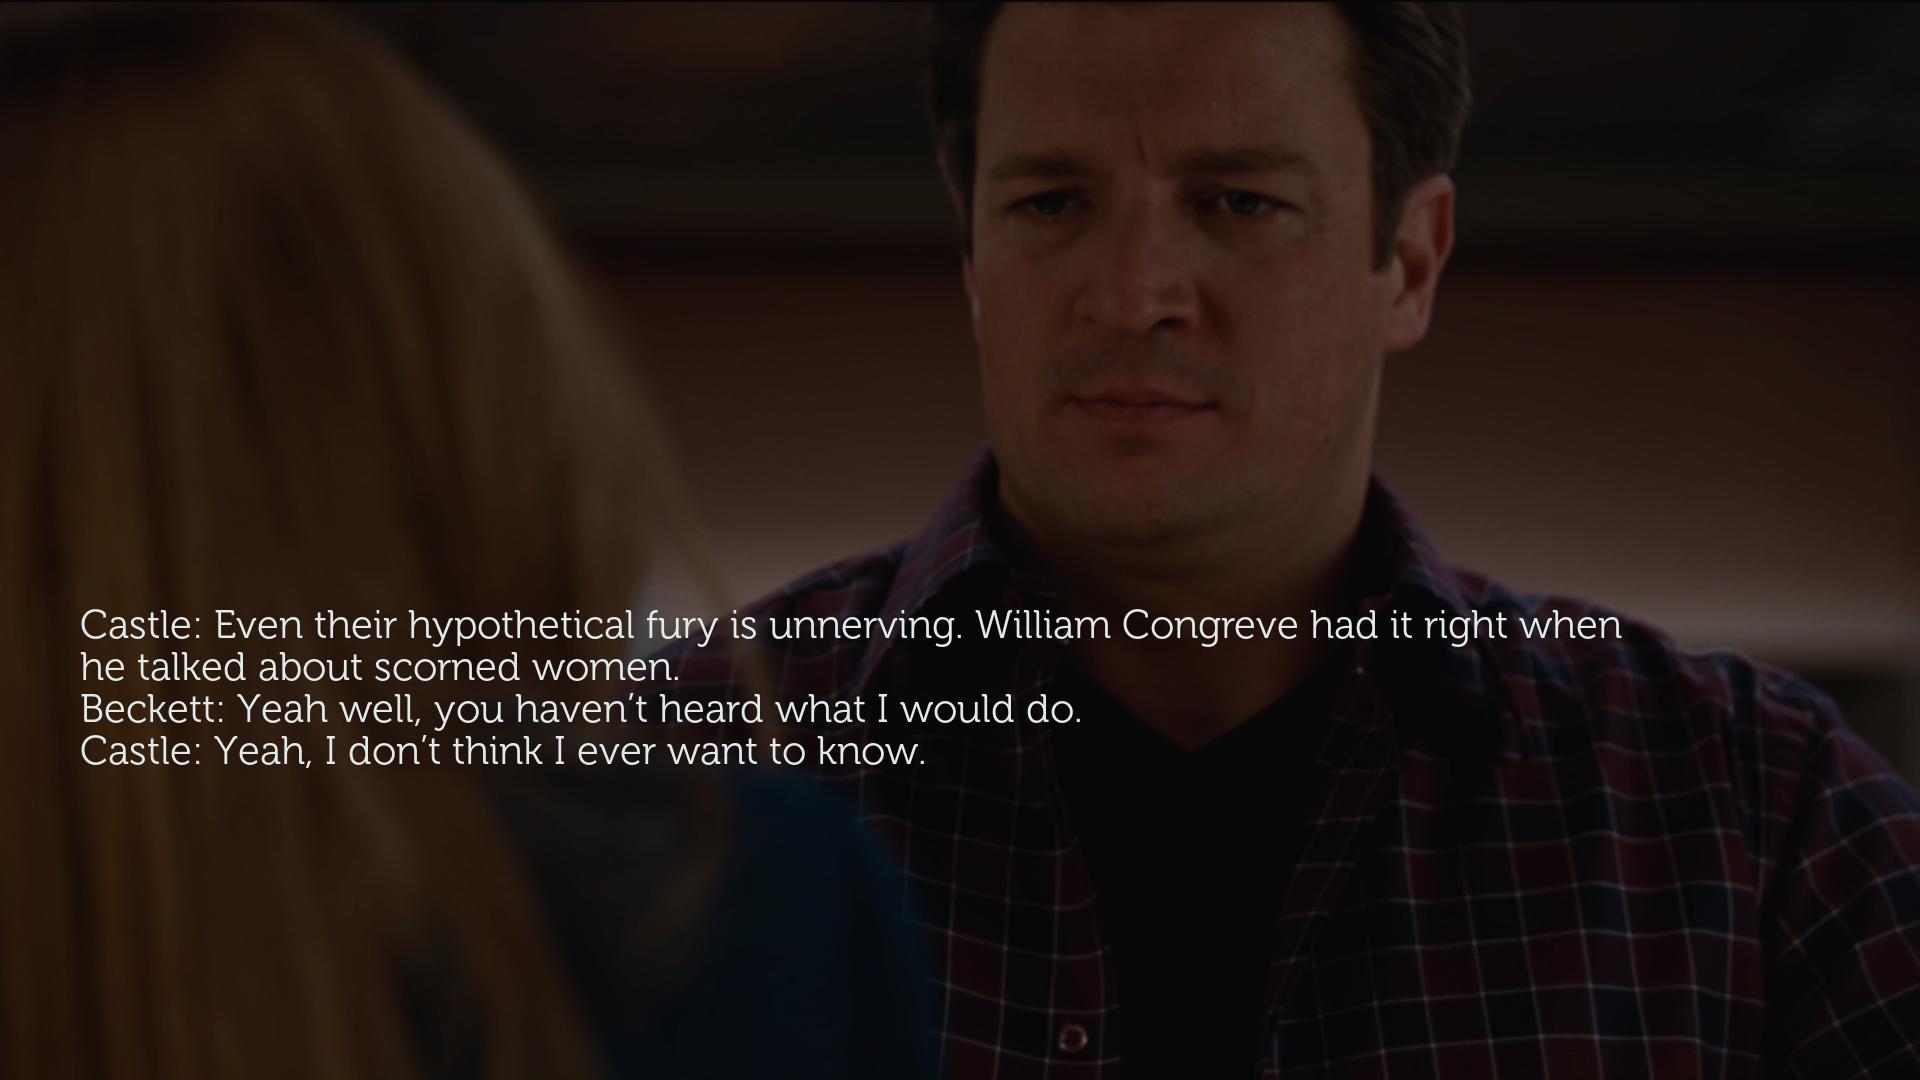 Castle: Even their hypothetical fury is unnerving. William Congreve had it right when
he talked about scorned women.
Beckett: Yeah well, you haven’t heard what I would do.
Castle: Yeah, I don’t think I ever want to know.